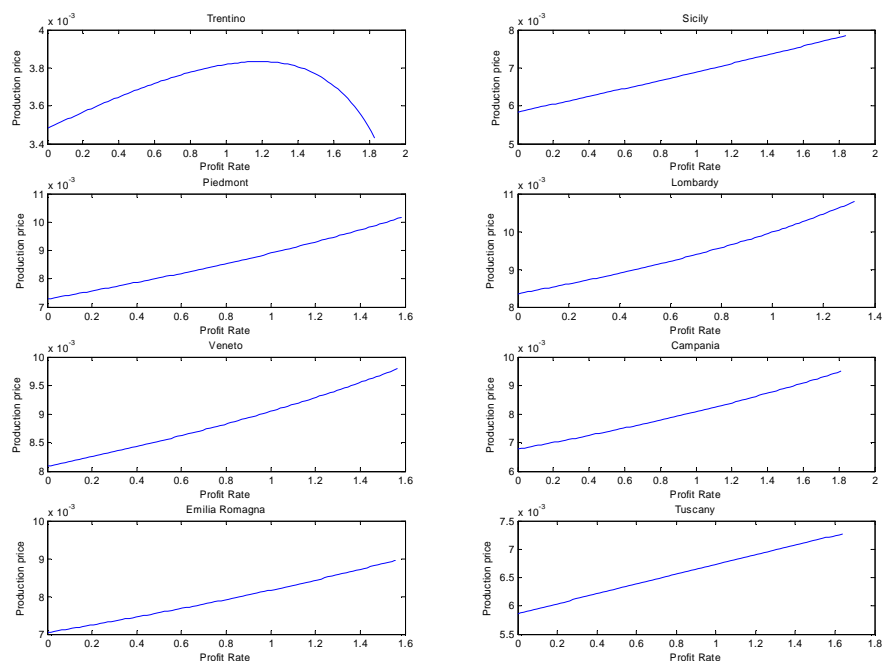 Trentino
x 10^-3
4
3.8
3.6
3.4
Production price
0 0.2 0.4 0.6 0.8 1 1.2 1.4 1.6 1.8 2
Profit Rate
Sicily
x 10^-3
8
7
6
5
Production price
0 0.2 0.4 0.6 0.8 1 1.2 1.4 1.6 1.8 2
Profit Rate
Piedmont
x 10^-3
11
10
9
8
7
Production price
0 0.2 0.4 0.6 0.8 1 1.2 1.4 1.6
Profit Rate
Lombardy
x 10^-3
11
10
9
8
Production price
0 0.2 0.4 0.6 0.8 1 1.2 1.4
Profit Rate
Veneto
x 10^-3
10
9.5
9
8.5
8
Production price
0 0.2 0.4 0.6 0.8 1 1.2 1.4 1.6
Profit Rate
Campania
x 10^-3
10
9
8
7
6
Production price
0 0.2 0.4 0.6 0.8 1 1.2 1.4 1.6 1.8 2
Profit Rate
Emilia Romagna
x 10^-3
10
9
8
7
Production price
0 0.2 0.4 0.6 0.8 1 1.2 1.4 1.6
Profit Rate
Tuscany
x 10^-3
7.5
7
6.5
6
5.5
Production price
0 0.2 0.4 0.6 0.8 1 1.2 1.4 1.6 1.8
Profit Rate